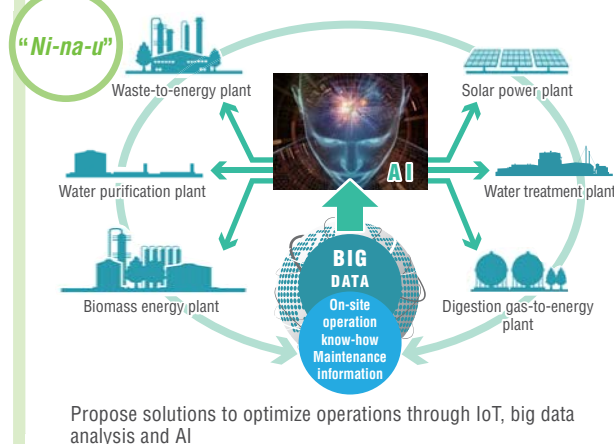 “Ni-na-u”
Waste-to-energy plant
Solar power plant
AI
Water purification plant
Water treatment plant
BIG
DATA
Biomass energy plant
Digestion gas-to-energy
plant
On-site
operation
know-how
Maintenance
information
Propose solutions to optimize operations through IoT, big data
analysis and AI